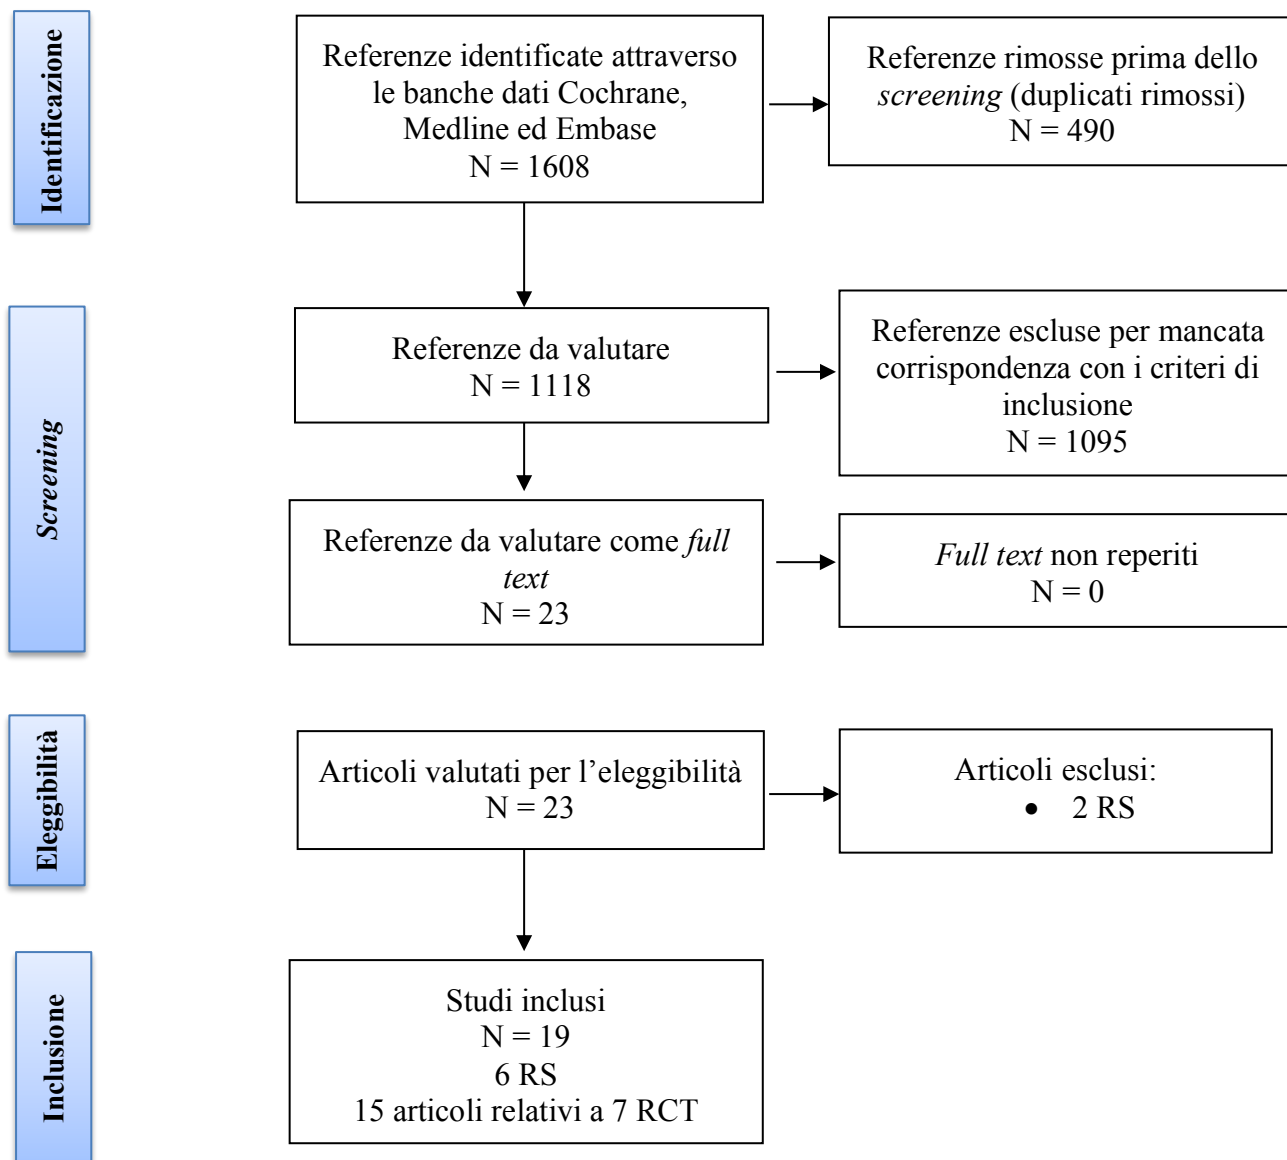 Identificazione
Referenze identificate attraverso
le banche dati Cochrane,
Medline ed Embase
N = 1608
Referenze rimosse prima dello
screening (duplicati rimossi)
N = 490
Screening
Referenze da valutare
N = 1118
Referenze escluse per mancata
corrispondenza con i criteri di
inclusione
N = 1095
Referenze da valutare come full
text
N = 23
Full text non reperiti
N = 0
Eleggibilità
Articoli valutati per l’eleggibilità
N = 23
Articoli esclusi:
• 2 RS
Inclusione
Studi inclusi
N = 19
6 RS
15 articoli relativi a 7 RCT